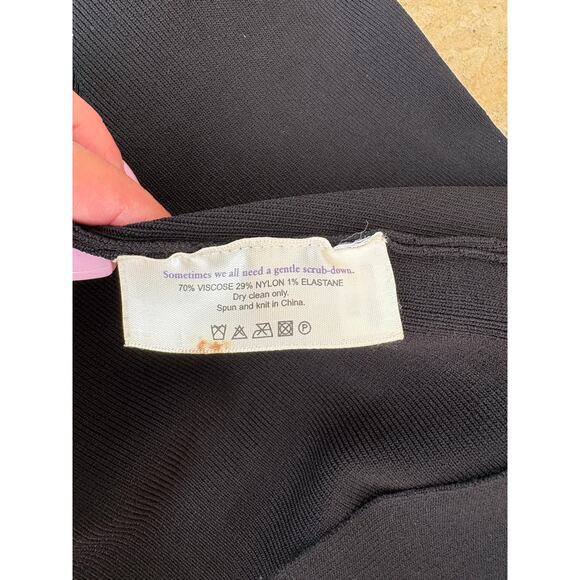 Sometimes we all need a gentle scrub-down.
70% VISCOSE 29% NYLON 1% ELASTANE
Dry clean only.
Spun and knit in China.
P